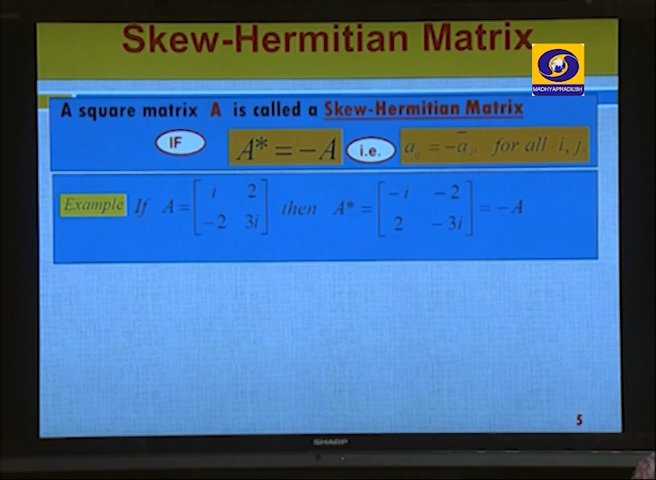 Skew-Hermitian Matrix
MADHYAPRADESH
A square matrix A is called a Skew-Hermitian Matrix
IF A* = -A i.e. a_ij = -ā_ji for all i, j.
Example If A = [i 2; -2 3i] then A* = [-i -2; 2 -3i] = -A
5
SHARP